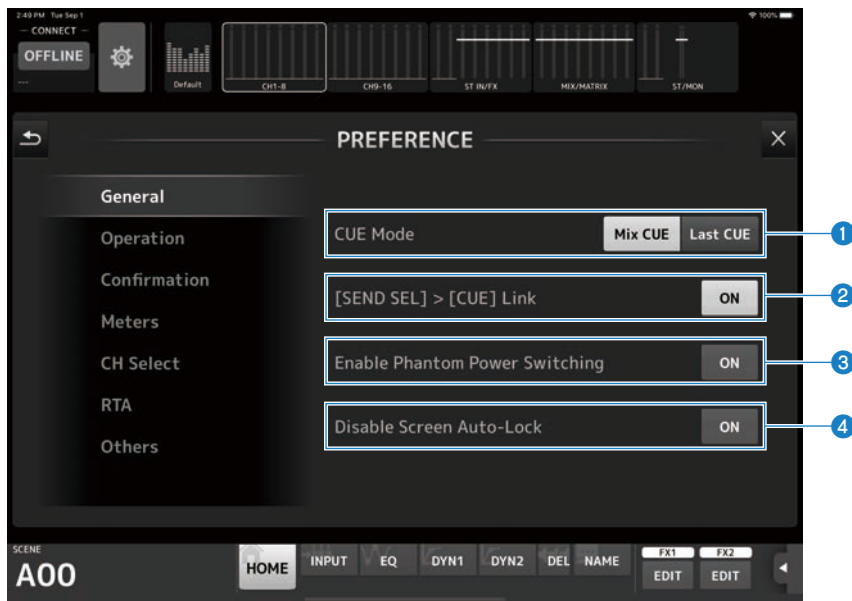 2:49 PM Tue Sep 1
100%
CONNECT
OFFLINE
---
Default
CH1-8
CH9-16
ST IN/FX
MIX/MATRIX
ST/MON
PREFERENCE
General
Operation
Confirmation
Meters
CH Select
RTA
Others
CUE Mode
Mix CUE
Last CUE
1
[SEND SEL] > [CUE] Link
ON
2
Enable Phantom Power Switching
ON
3
Disable Screen Auto-Lock
ON
4
SCENE
A00
HOME
INPUT
EQ
DYN1
DYN2
DEL
NAME
FX1
EDIT
FX2
EDIT